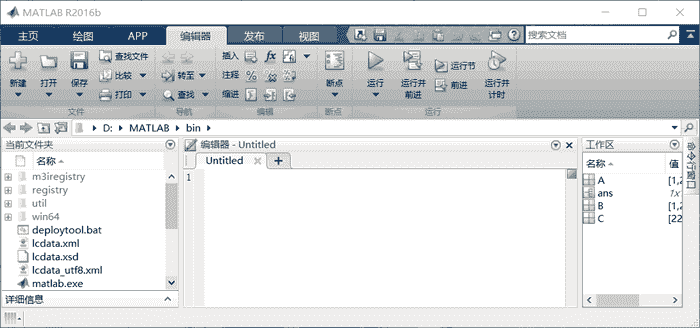 MATLAB R2016b
主页 绘图 APP 编辑器 发布 视图 搜索文档
新建 打开 保存 查找文件 比较 打印
文件
转至 查找
导航
插入 fx
注释 %
缩进
编辑
断点
断点
运行 运行并前进 运行节 前进 运行并计时
运行
D: ▸ MATLAB ▸ bin ▸
当前文件夹
名称
m3iregistry
registry
util
win64
deploytool.bat
lcdata.xml
lcdata.xsd
lcdata_utf8.xml
matlab.exe
详细信息
编辑器 - Untitled
Untitled × +
1
工作区
名称 值
A [1,2
ans 1x
B [1,2
C [22
命令行窗口